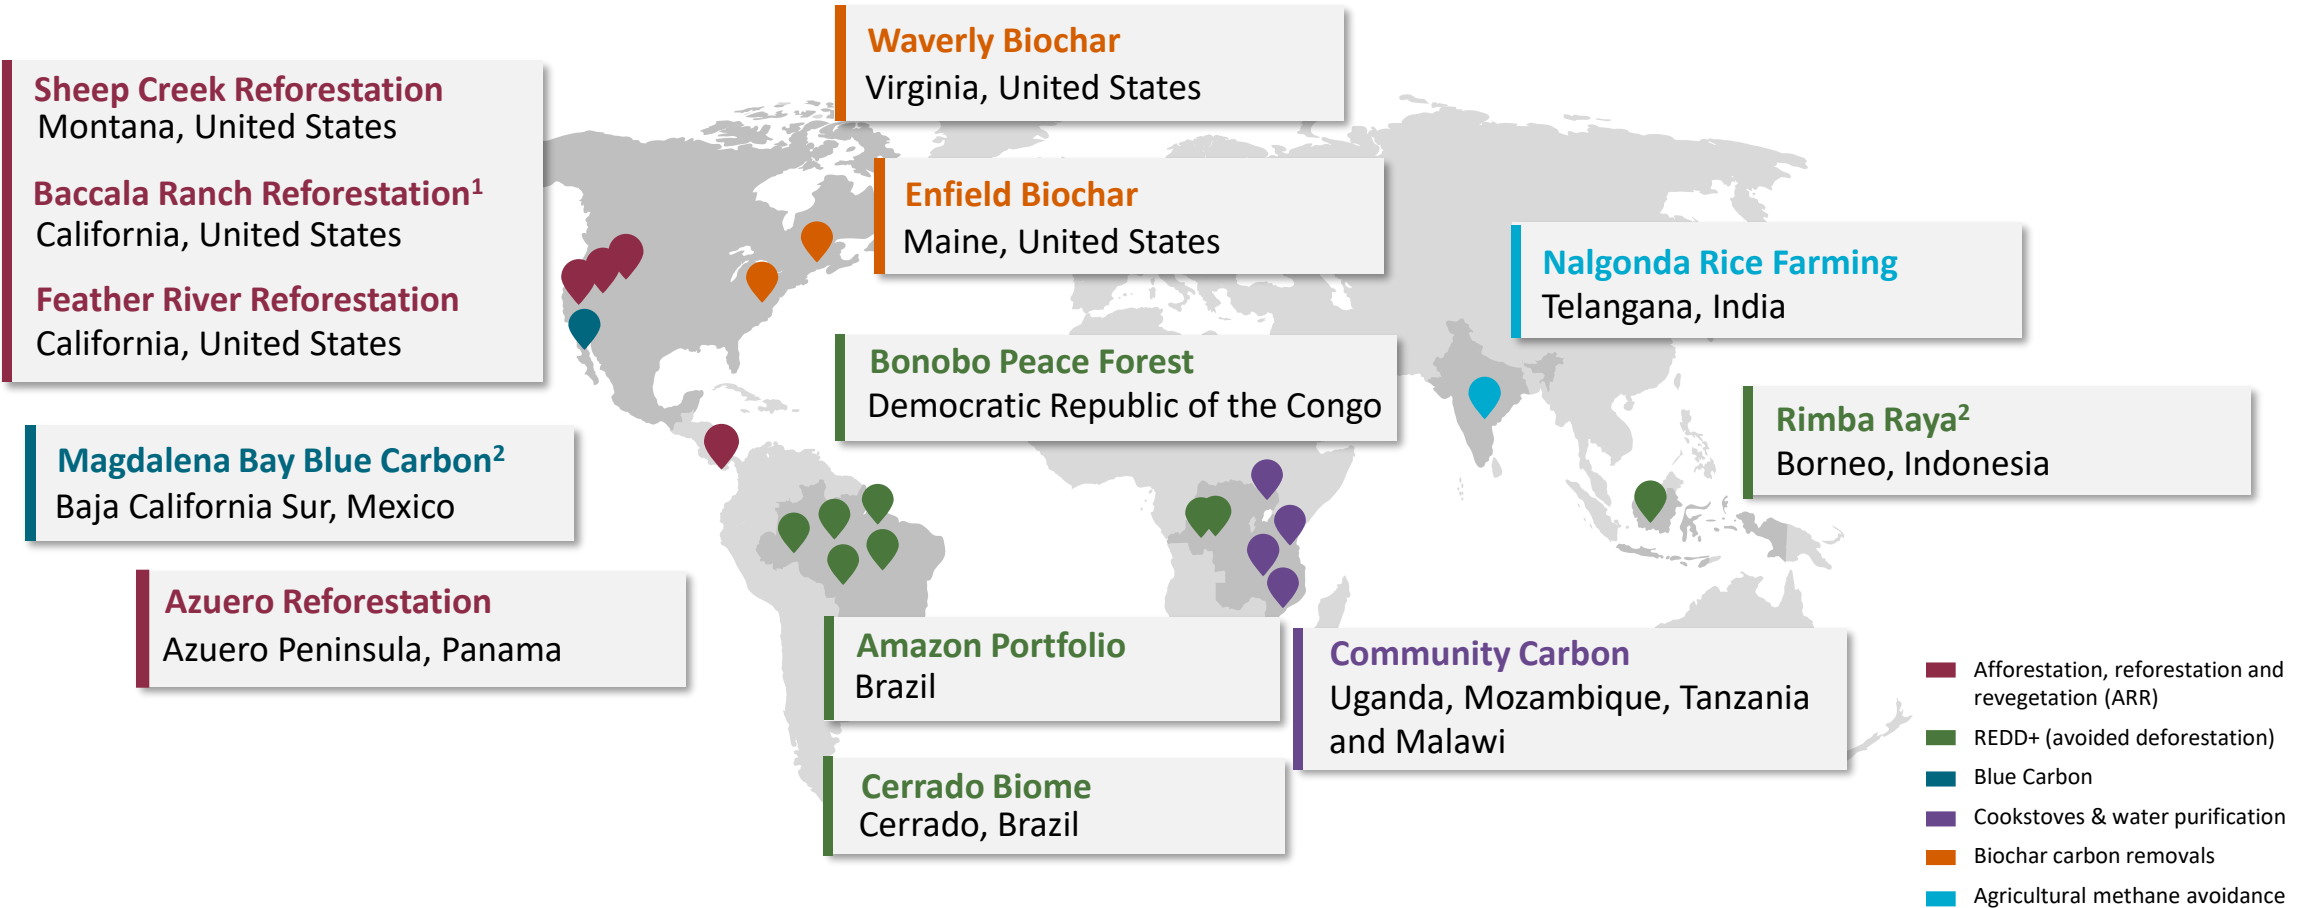 Waverly Biochar
Virginia, United States
Sheep Creek Reforestation
Montana, United States
Baccala Ranch Reforestation¹
California, United States
Feather River Reforestation
California, United States
Enfield Biochar
Maine, United States
Nalgonda Rice Farming
Telangana, India
Bonobo Peace Forest
Democratic Republic of the Congo
Rimba Raya²
Borneo, Indonesia
Magdalena Bay Blue Carbon²
Baja California Sur, Mexico
Azuero Reforestation
Azuero Peninsula, Panama
Amazon Portfolio
Brazil
Community Carbon
Uganda, Mozambique, Tanzania
and Malawi
Cerrado Biome
Cerrado, Brazil
Afforestation, reforestation and
revegetation (ARR)
REDD+ (avoided deforestation)
Blue Carbon
Cookstoves & water purification
Biochar carbon removals
Agricultural methane avoidance